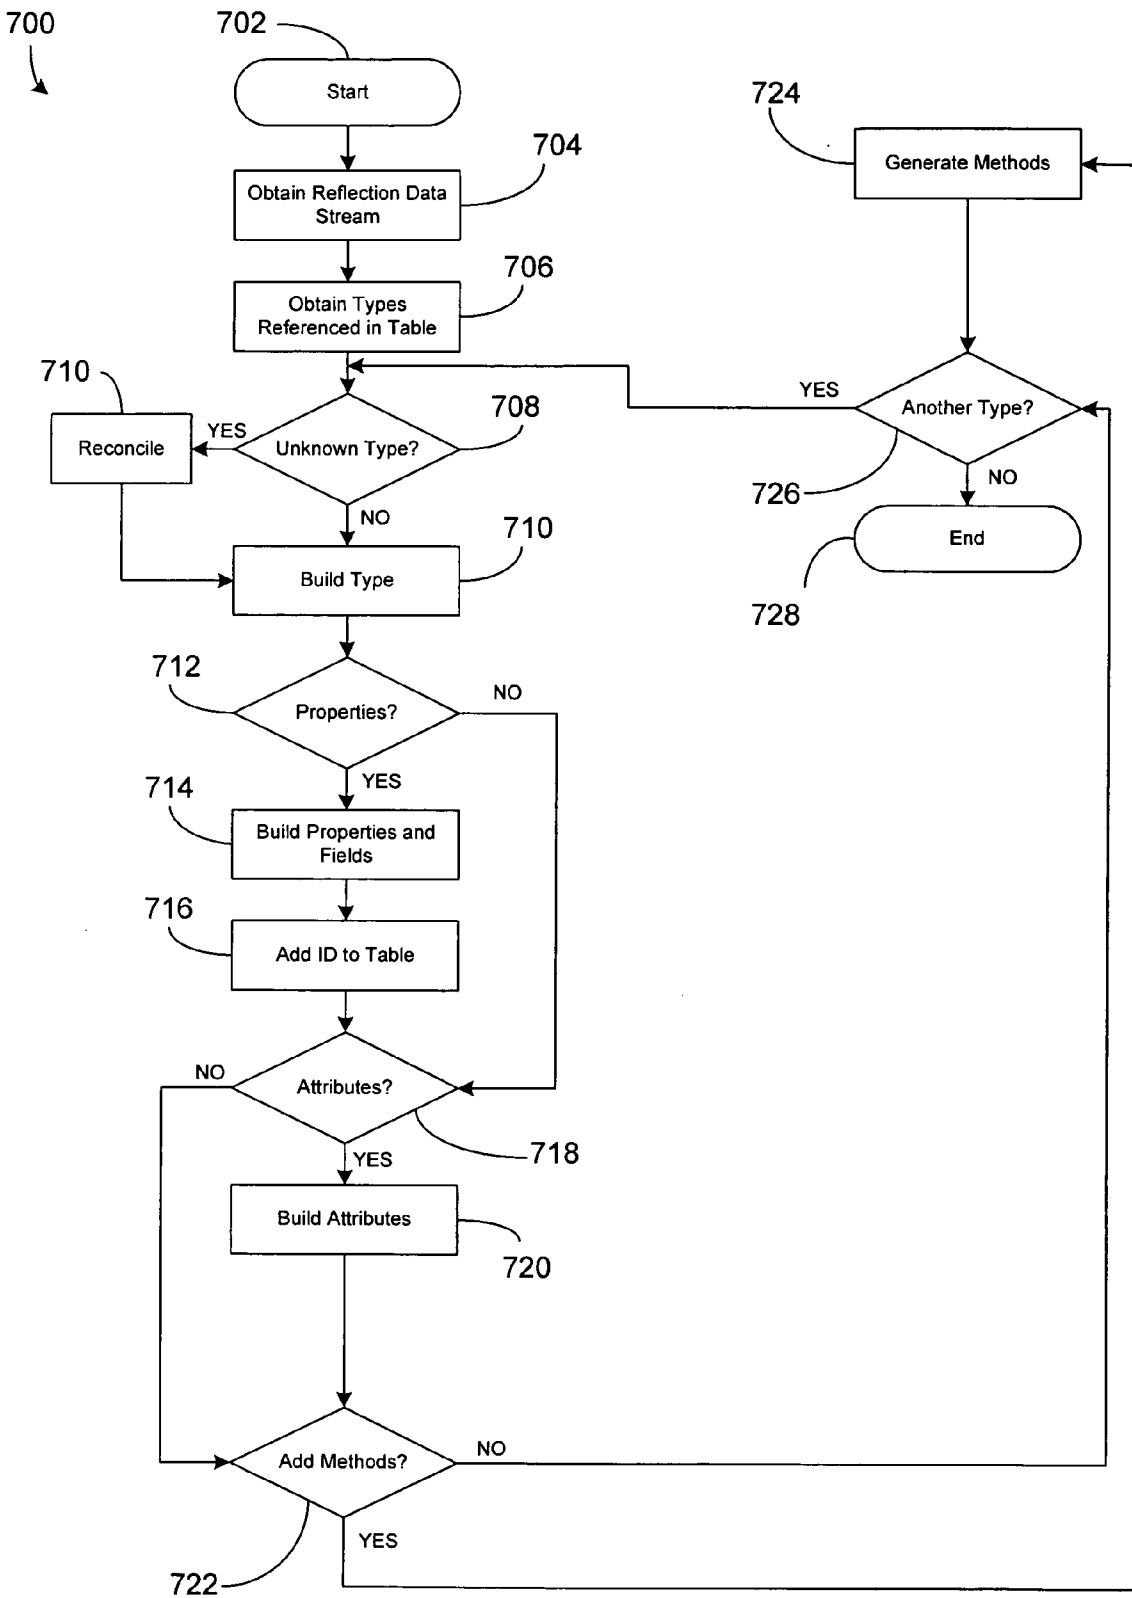 700
702
Start
724
Generate Methods
704
Obtain Reflection Data
Stream
706
Obtain Types
Referenced in Table
710
YES
Reconcile
Unknown Type?
708
NO
YES
Another Type?
726
NO
End
728
710
Build Type
712
NO
Properties?
YES
714
Build Properties and
Fields
716
Add ID to Table
NO
Attributes?
718
YES
Build Attributes
720
Add Methods?
NO
YES
722